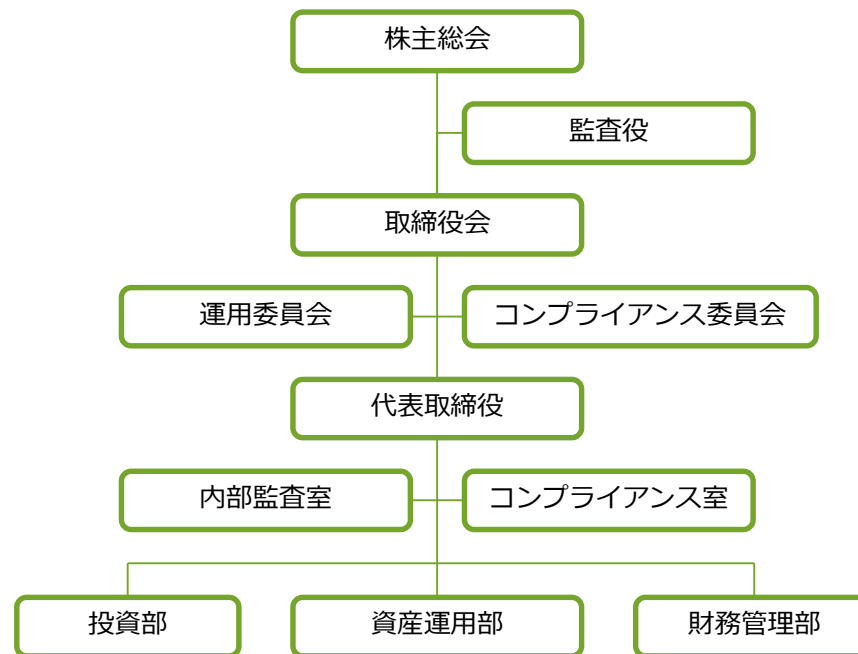 株主総会
監査役
取締役会
運用委員会
コンプライアンス委員会
代表取締役
内部監査室
コンプライアンス室
投資部
資産運用部
財務管理部